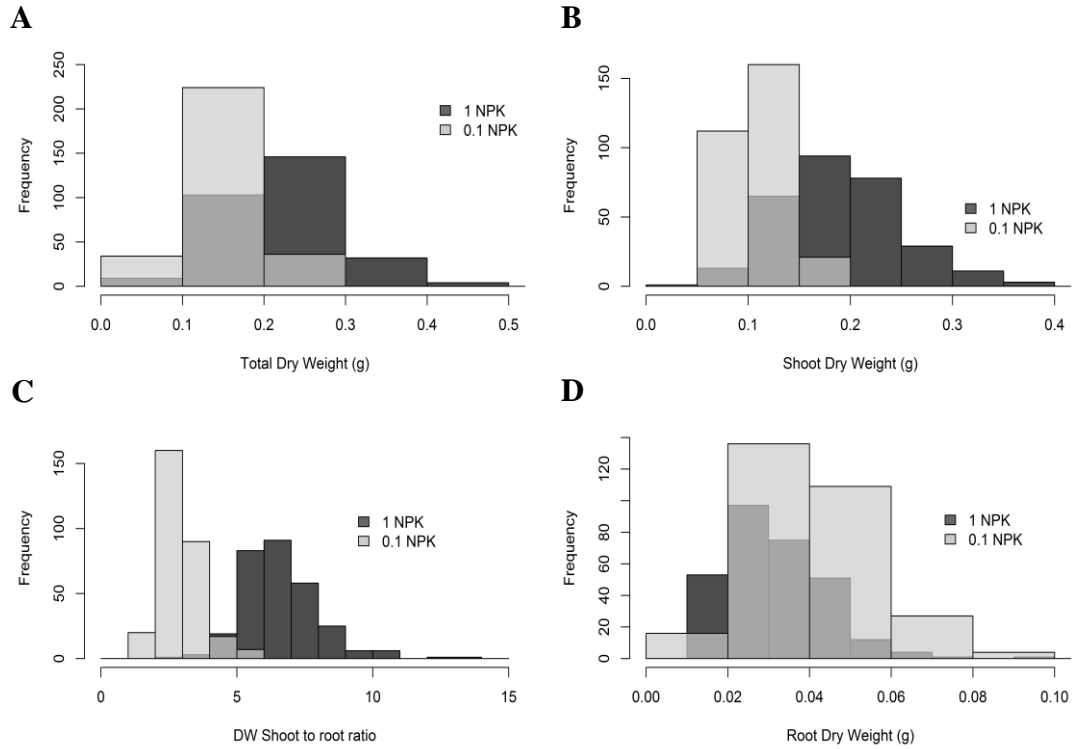 A
250
200
150
100
50
0
Frequency
1 NPK
0.1 NPK
0.0 0.1 0.2 0.3 0.4 0.5
Total Dry Weight (g)
B
150
100
50
0
Frequency
1 NPK
0.1 NPK
0.0 0.1 0.2 0.3 0.4
Shoot Dry Weight (g)
C
150
100
50
0
Frequency
1 NPK
0.1 NPK
0 5 10 15
DW Shoot to root ratio
D
120
80
60
40
20
0
Frequency
1 NPK
0.1 NPK
0.00 0.02 0.04 0.06 0.08 0.10
Root Dry Weight (g)